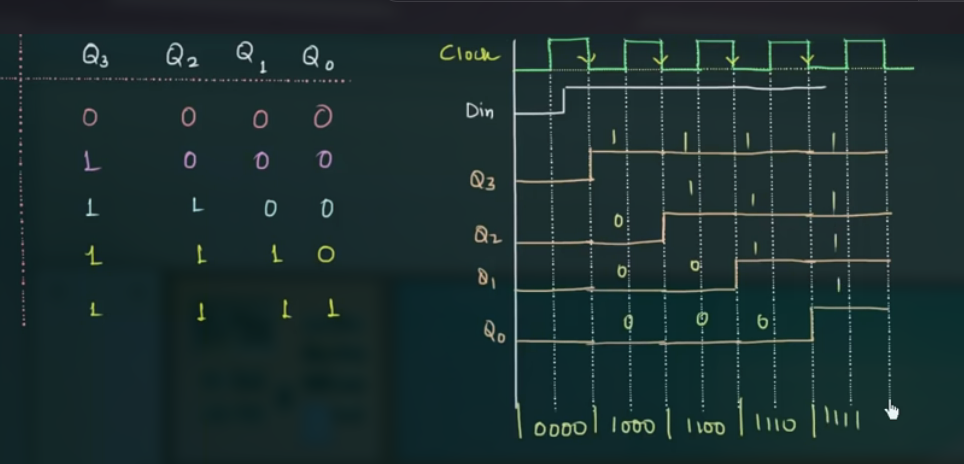 Q3 Q2 Q1 Q0
0 0 0 0
1 0 0 0
1 1 0 0
1 1 1 0
1 1 1 1
Clock
Din
1 1 1 1
Q3
1 1 1
0
Q2
1 1
0 0
Q1
1
0 0 0
Q0
0000 1000 1100 1110 1111